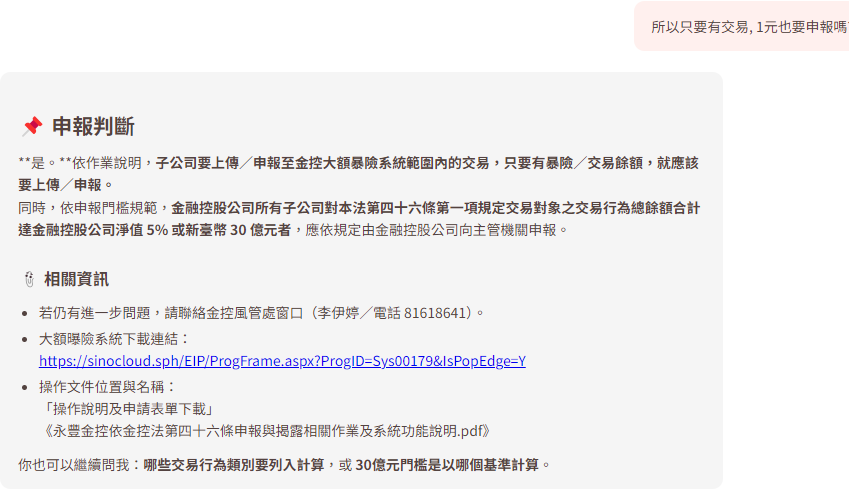 所以只要有交易, 1元也要申報嗎
📌 申報判斷
**是。**依作業說明，子公司要上傳／申報至金控大額暴險系統範圍內的交易，只要有暴險／交易餘額，就應該
要上傳／申報。
同時，依申報門檻規範，金融控股公司所有子公司對本法第四十六條第一項規定交易對象之交易行為總餘額合計
達金融控股公司淨值 5% 或新臺幣 30 億元者，應依規定由金融控股公司向主管機關申報。
📎 相關資訊
• 若仍有進一步問題，請聯絡金控風管處窗口（李伊婷／電話 81618641）。
• 大額曝險系統下載連結：
https://sinocloud.sph/EIP/ProgFrame.aspx?ProgID=Sys00179&IsPopEdge=Y
• 操作文件位置與名稱：
「操作說明及申請表單下載」
《永豐金控依金控法第四十六條申報與揭露相關作業及系統功能說明.pdf》
你也可以繼續問我：哪些交易行為類別要列入計算，或 30億元門檻是以哪個基準計算。